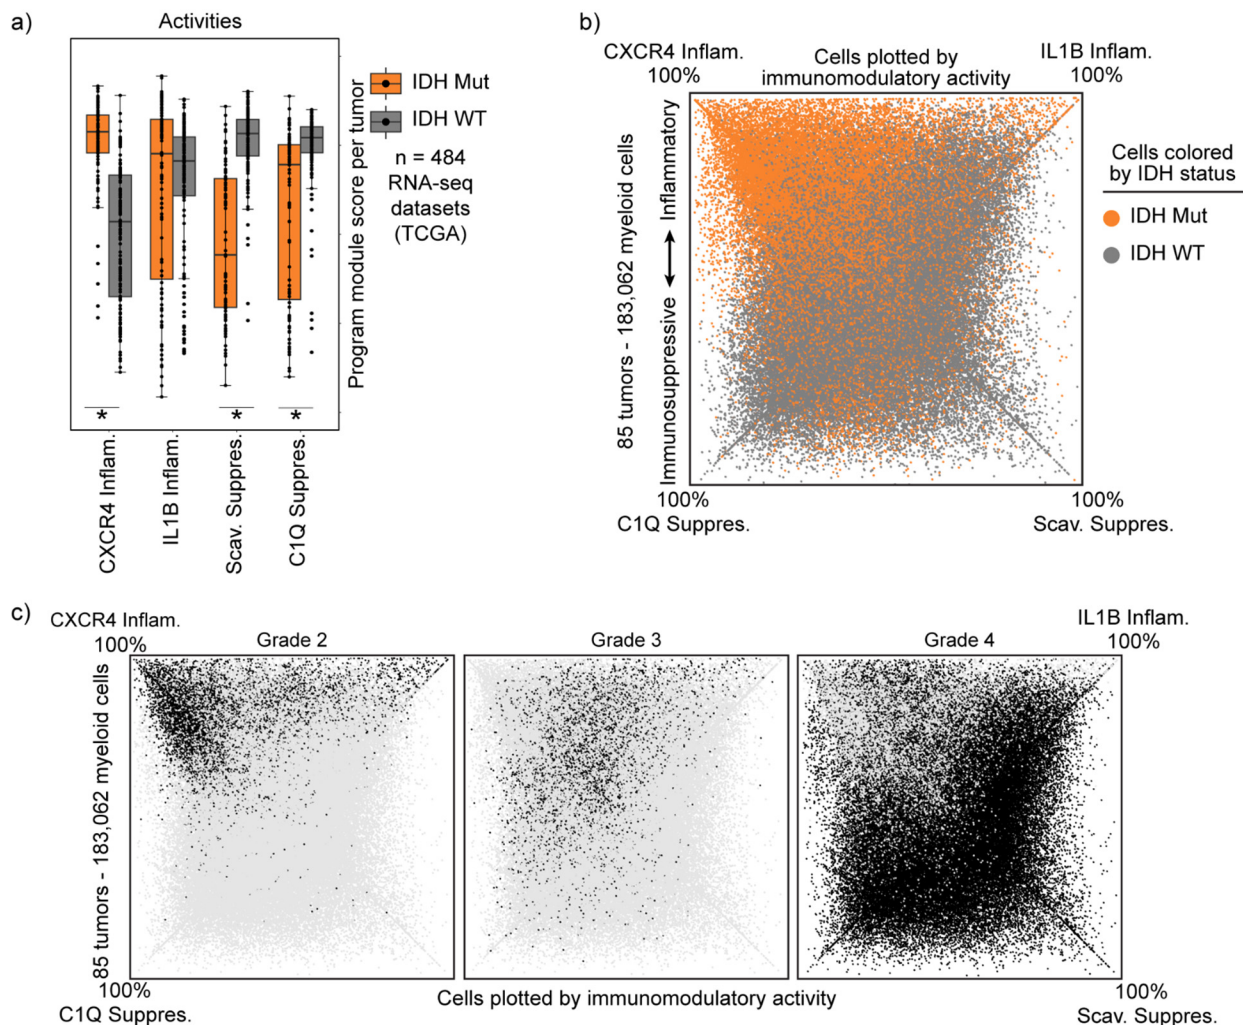 a)
Activities
Program module score per tumor
IDH Mut
IDH WT
n = 484
RNA-seq
datasets
(TCGA)
*
*
*
CXCR4 Inflam.
IL1B Inflam.
Scav. Suppres.
C1Q Suppres.
b)
CXCR4 Inflam.
100%
Cells plotted by
immunomodulatory activity
IL1B Inflam.
100%
85 tumors - 183,062 myeloid cells
Immunosuppressive ↔ Inflammatory
Cells colored
by IDH status
IDH Mut
IDH WT
100%
C1Q Suppres.
100%
Scav. Suppres.
c)
CXCR4 Inflam.
100%
Grade 2
Grade 3
Grade 4
IL1B Inflam.
100%
85 tumors - 183,062 myeloid cells
100%
C1Q Suppres.
Cells plotted by immunomodulatory activity
100%
Scav. Suppres.